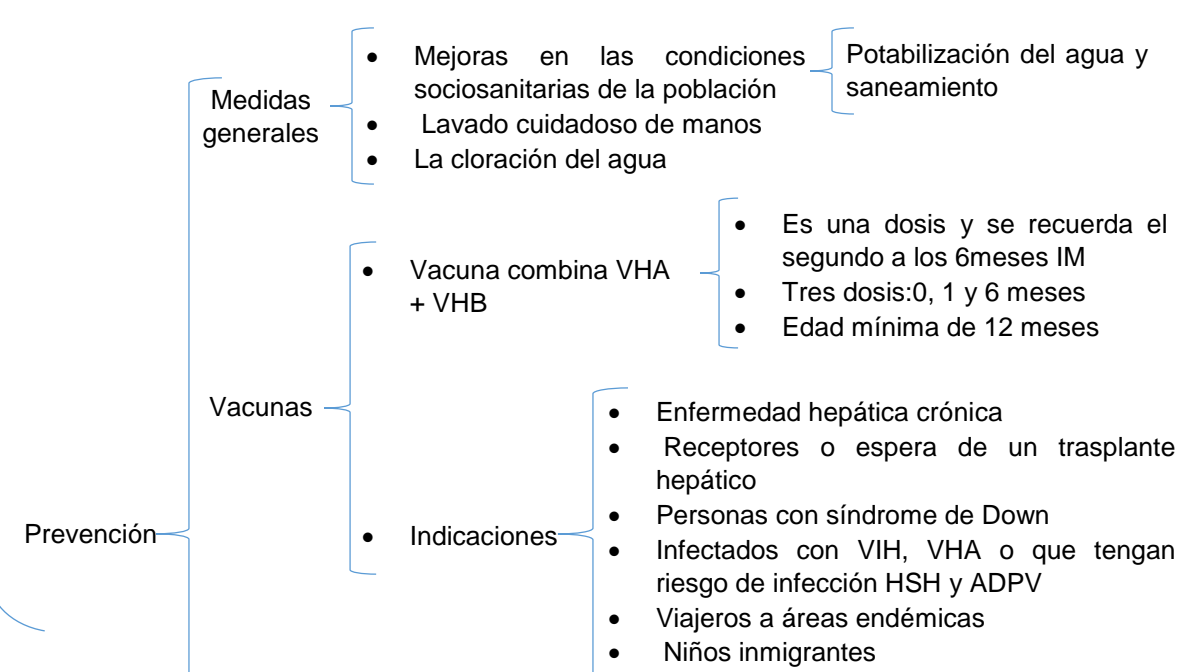 Prevención
Medidas
generales
• Mejoras en las condiciones
sociosanitarias de la población
Potabilización del agua y
saneamiento
• Lavado cuidadoso de manos
• La cloración del agua
Vacunas
• Vacuna combina VHA
+ VHB
• Es una dosis y se recuerda el
segundo a los 6meses IM
• Tres dosis:0, 1 y 6 meses
• Edad mínima de 12 meses
• Indicaciones
• Enfermedad hepática crónica
• Receptores o espera de un trasplante
hepático
• Personas con síndrome de Down
• Infectados con VIH, VHA o que tengan
riesgo de infección HSH y ADPV
• Viajeros a áreas endémicas
• Niños inmigrantes